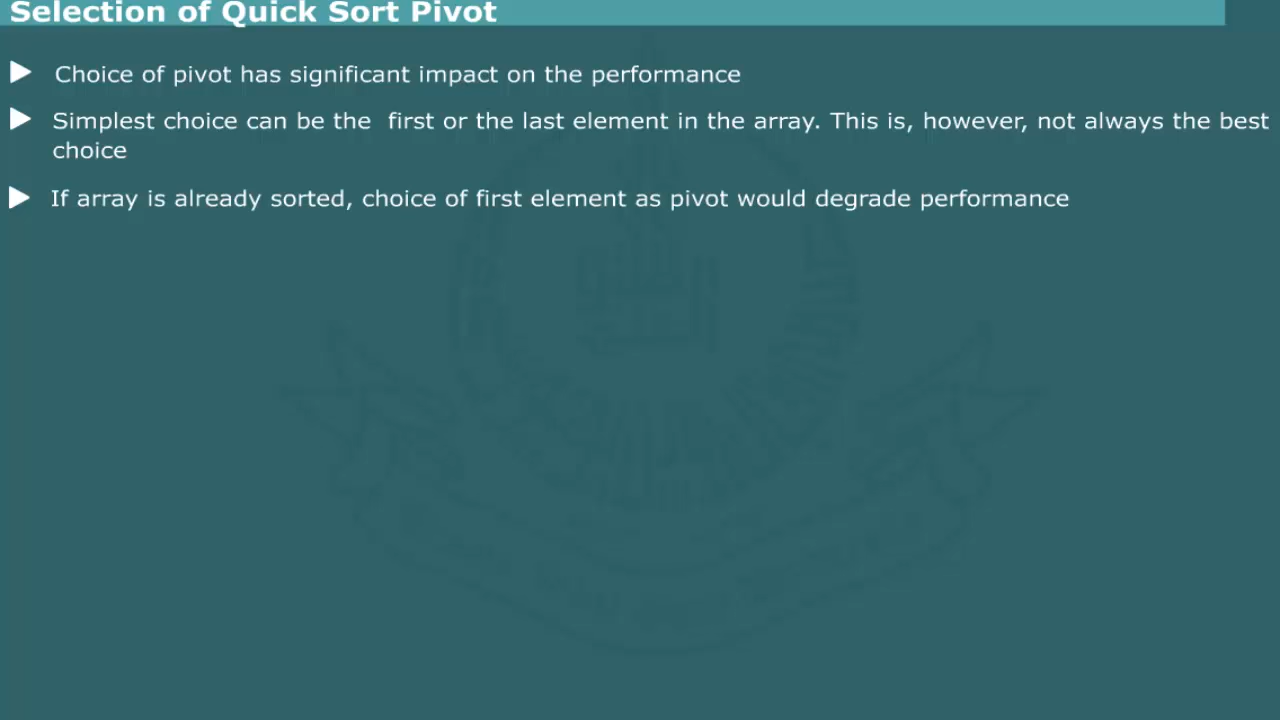 Selection of Quick Sort Pivot
Choice of pivot has significant impact on the performance
Simplest choice can be the first or the last element in the array. This is, however, not always the best
choice
If array is already sorted, choice of first element as pivot would degrade performance